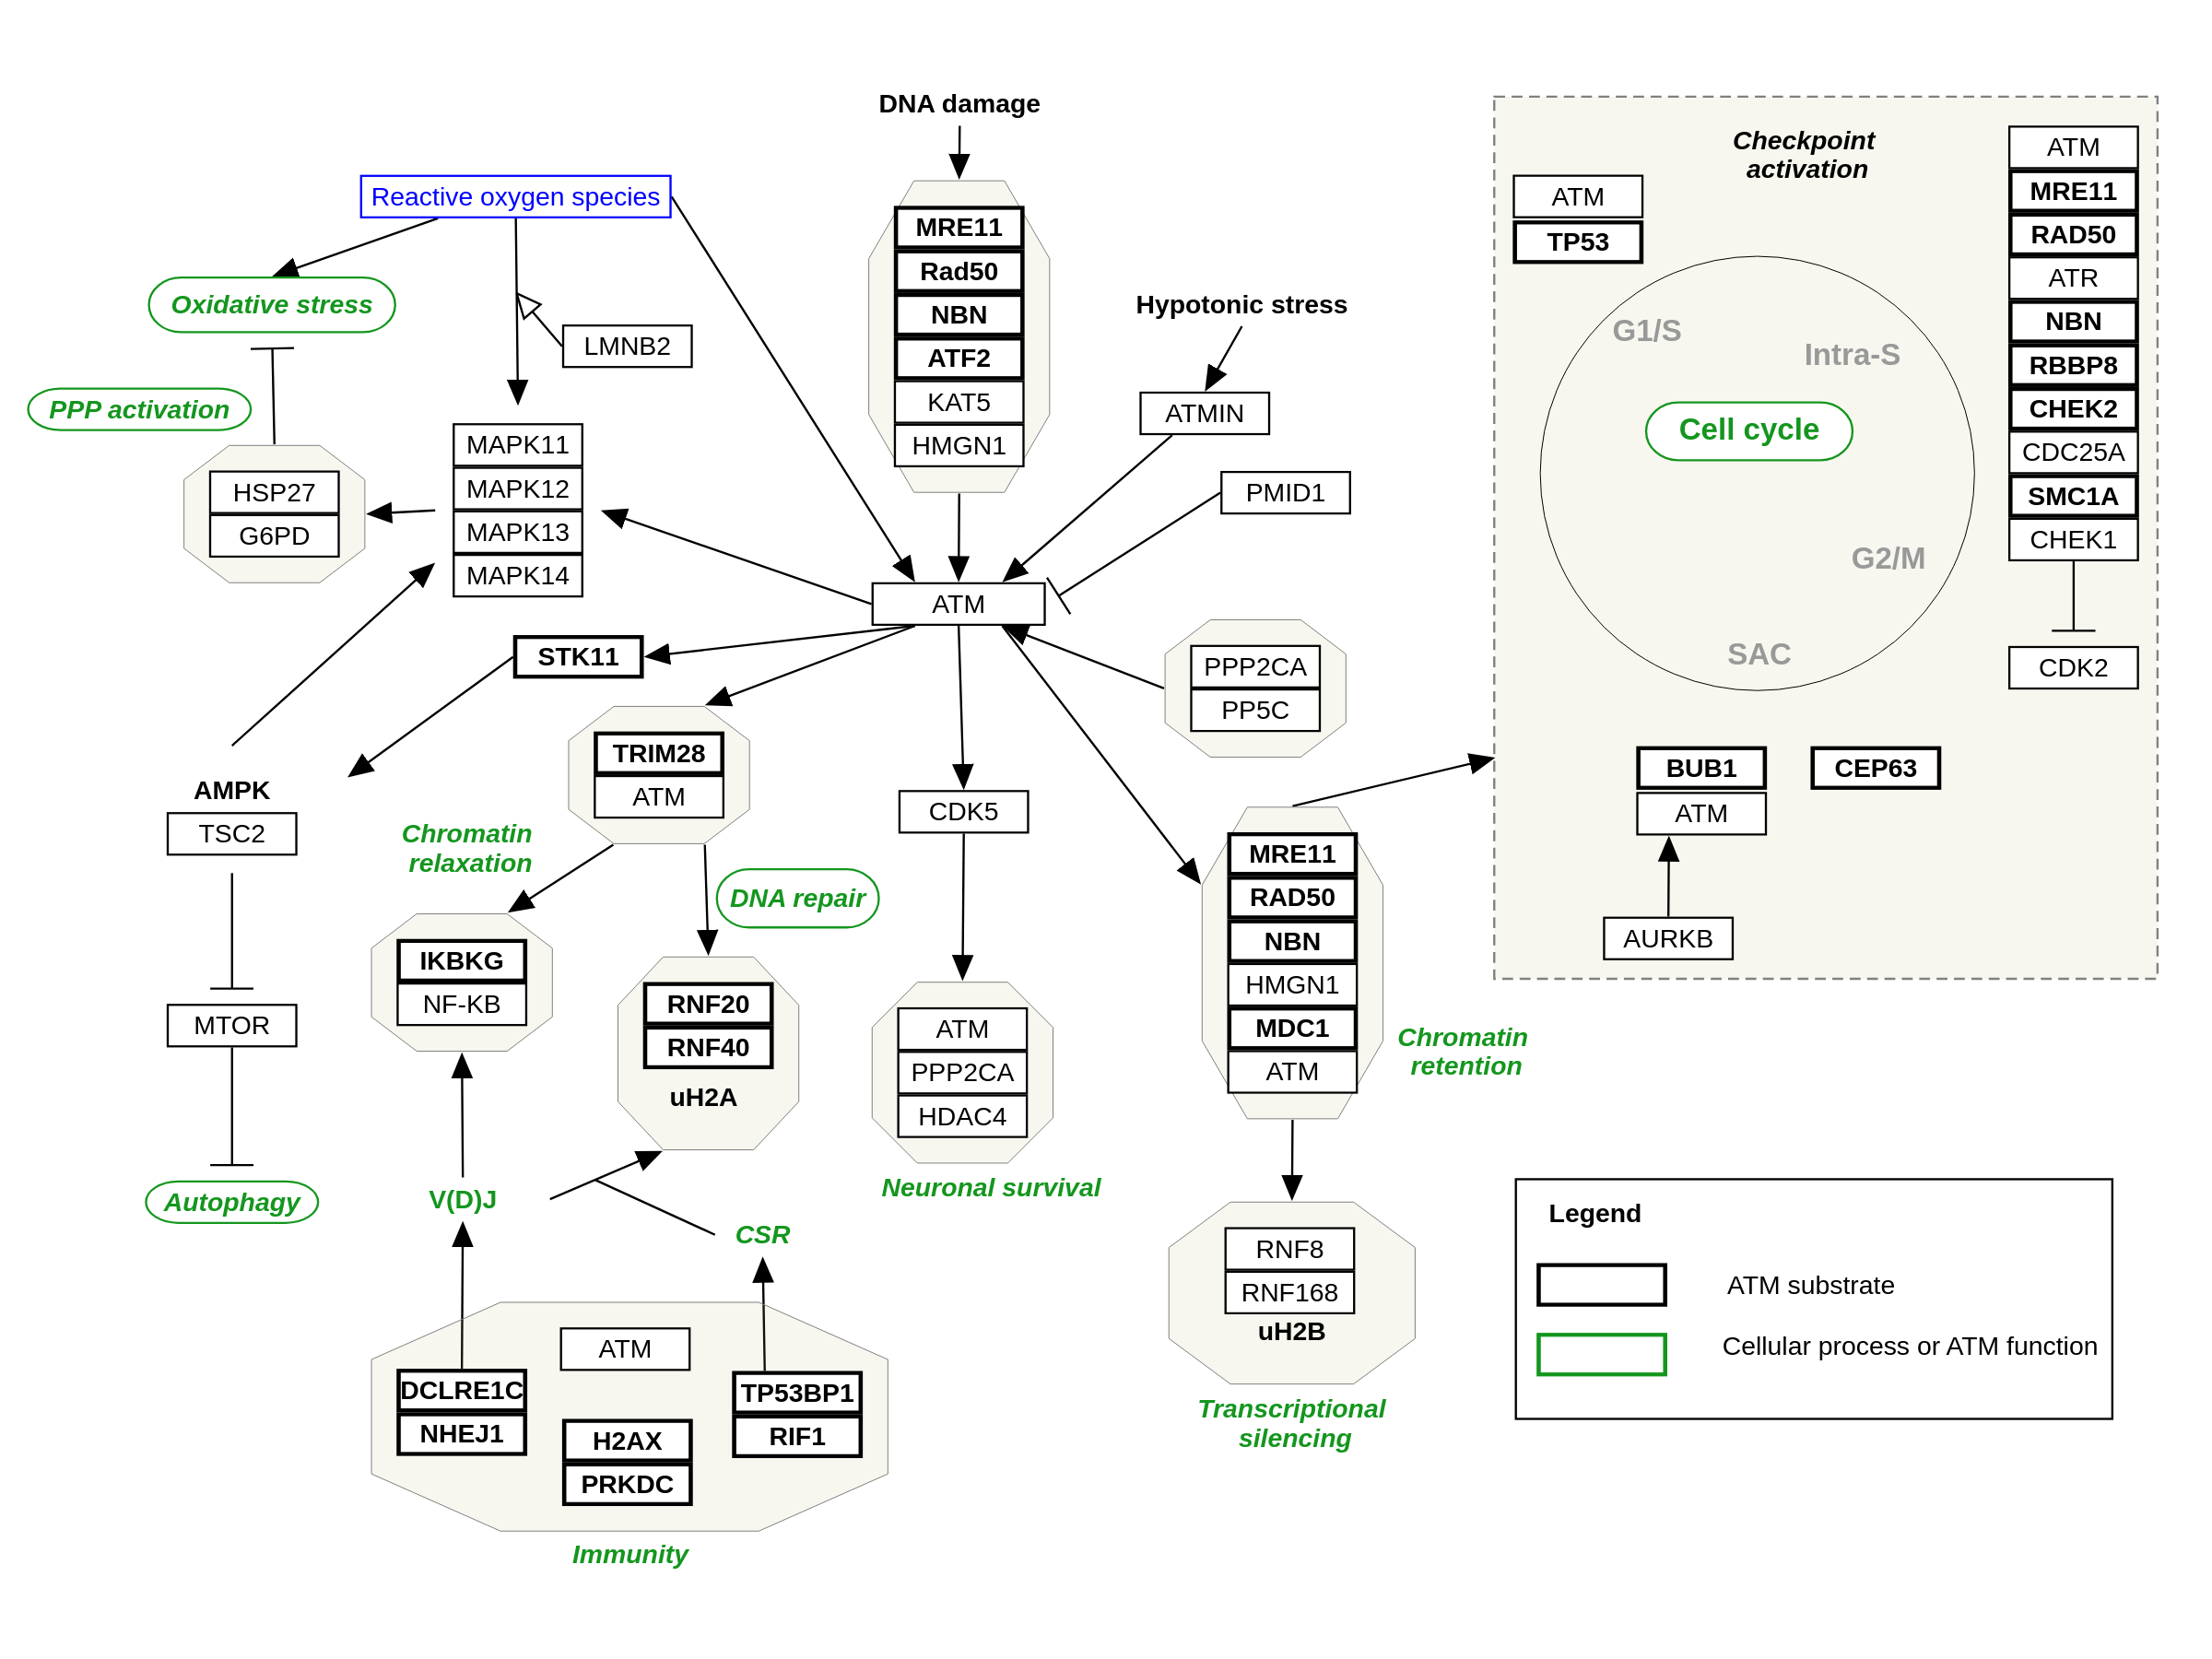 DNA damage
Reactive oxygen species
Oxidative stress
LMNB2
PPP activation
HSP27
G6PD
MAPK11
MAPK12
MAPK13
MAPK14
MRE11
Rad50
NBN
ATF2
KAT5
HMGN1
Hypotonic stress
ATMIN
PMID1
ATM
STK11
PPP2CA
PP5C
TRIM28
ATM
AMPK
TSC2
MTOR
Autophagy
Chromatin
relaxation
DNA repair
IKBKG
NF-KB
RNF20
RNF40
uH2A
CDK5
ATM
PPP2CA
HDAC4
Neuronal survival
V(D)J
CSR
ATM
DCLRE1C
NHEJ1
H2AX
PRKDC
TP53BP1
RIF1
Immunity
MRE11
RAD50
NBN
HMGN1
MDC1
ATM
Chromatin
retention
RNF8
RNF168
uH2B
Transcriptional
silencing
Checkpoint
activation
ATM
TP53
G1/S
Intra-S
Cell cycle
G2/M
SAC
ATM
MRE11
RAD50
ATR
NBN
RBBP8
CHEK2
CDC25A
SMC1A
CHEK1
CDK2
BUB1
ATM
CEP63
AURKB
Legend
ATM substrate
Cellular process or ATM function